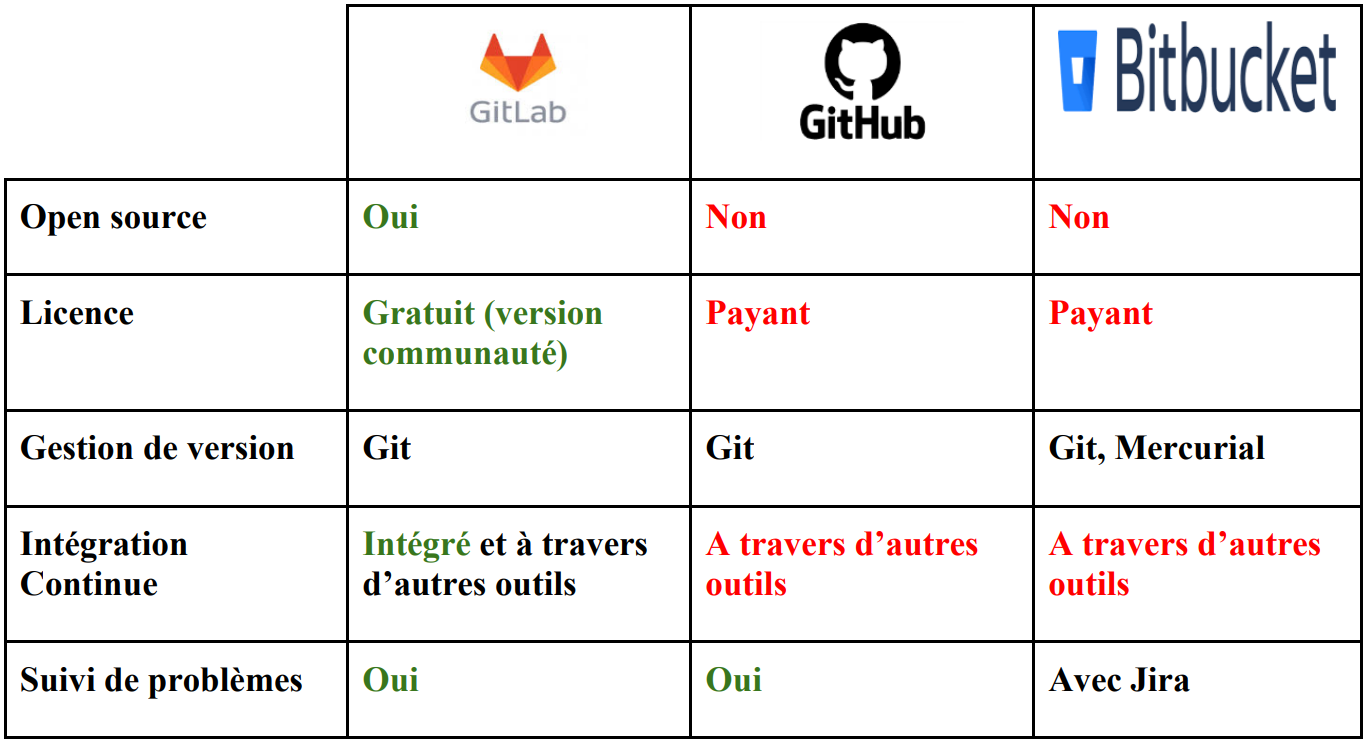 GitLab
GitHub
Bitbucket
Open source
Oui
Non
Non
Licence
Gratuit (version
communauté)
Payant
Payant
Gestion de version
Git
Git
Git, Mercurial
Intégration
Continue
Intégré et à travers
d’autres outils
A travers d’autres
outils
A travers d’autres
outils
Suivi de problèmes
Oui
Oui
Avec Jira